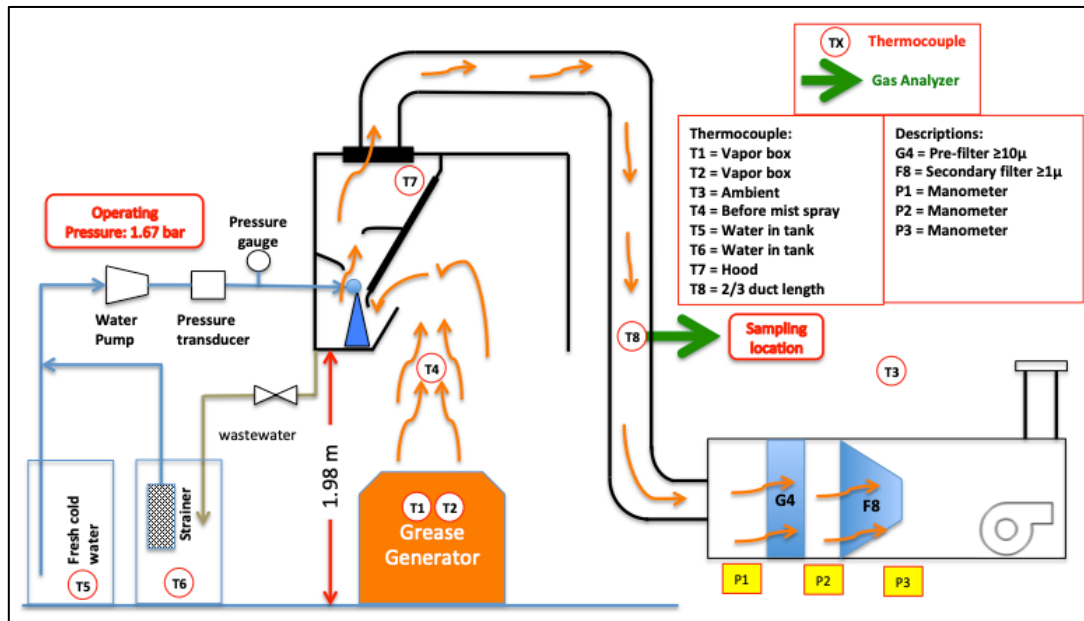 TX
Thermocouple
Gas Analyzer
Thermocouple:
T1 = Vapor box
T2 = Vapor box
T3 = Ambient
T4 = Before mist spray
T5 = Water in tank
T6 = Water in tank
T7 = Hood
T8 = 2/3 duct length
Descriptions:
G4 = Pre-filter ≥10μ
F8 = Secondary filter ≥1μ
P1 = Manometer
P2 = Manometer
P3 = Manometer
T7
Operating
Pressure: 1.67 bar
Pressure
gauge
Water
Pump
Pressure
transducer
T8
Sampling
location
T3
T4
wastewater
1.98 m
Fresh cold
water
T5
Strainer
T6
T1
T2
Grease
Generator
G4
F8
P1
P2
P3